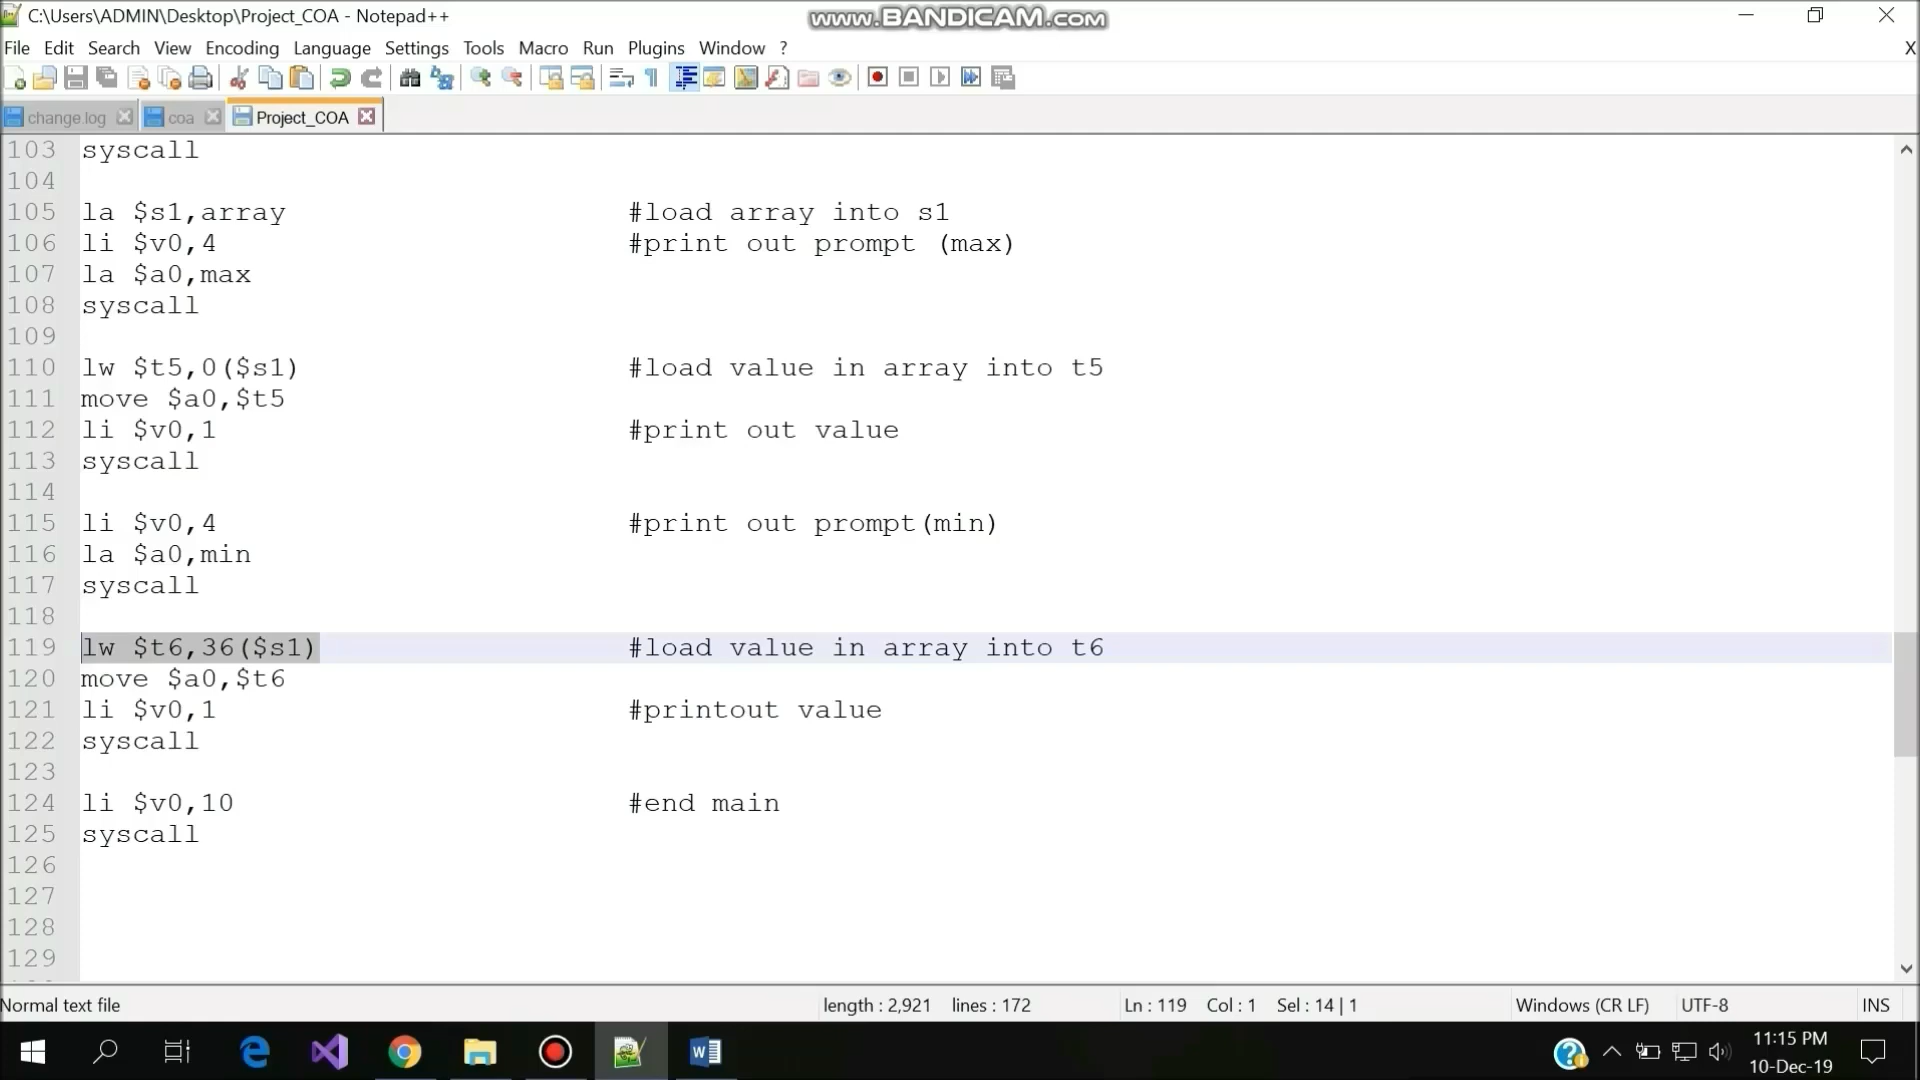 C:\Users\ADMIN\Desktop\Project_COA - Notepad++
www.BANDICAM.com
File Edit Search View Encoding Language Settings Tools Macro Run Plugins Window ? X
change.log coa Project_COA
103 syscall
104
105 la $s1,array #load array into s1
106 li $v0,4 #print out prompt (max)
107 la $a0,max
108 syscall
109
110 lw $t5,0($s1) #load value in array into t5
111 move $a0,$t5
112 li $v0,1 #print out value
113 syscall
114
115 li $v0,4 #print out prompt(min)
116 la $a0,min
117 syscall
118
119 lw $t6,36($s1) #load value in array into t6
120 move $a0,$t6
121 li $v0,1 #printout value
122 syscall
123
124 li $v0,10 #end main
125 syscall
126
127
128
129
Normal text file length : 2,921 lines : 172 Ln : 119 Col : 1 Sel : 14 | 1 Windows (CR LF) UTF-8 INS
11:15 PM
10-Dec-19